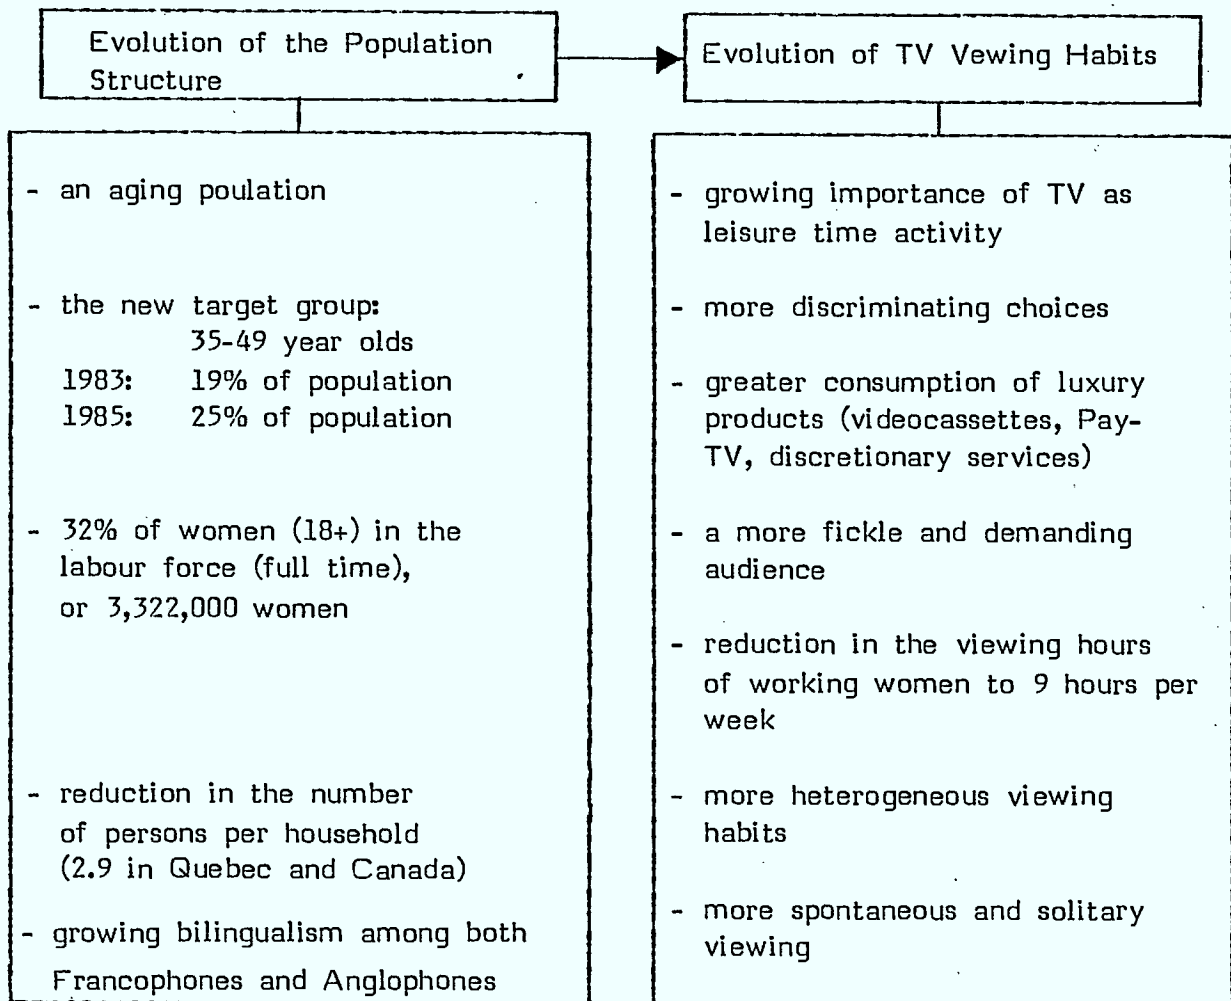 Evolution of the Population
Structure
Evolution of TV Vewing Habits
- an aging poulation
- the new target group:
35-49 year olds
1983: 19% of population
1985: 25% of population
- 32% of women (18+) in the
labour force (full time),
or 3,322,000 women
- reduction in the number
of persons per household
(2.9 in Quebec and Canada)
- growing bilingualism among both
Francophones and Anglophones
- growing importance of TV as
leisure time activity
- more discriminating choices
- greater consumption of luxury
products (videocassettes, Pay-
TV, discretionary services)
- a more fickle and demanding
audience
- reduction in the viewing hours
of working women to 9 hours per
week
- more heterogeneous viewing
habits
- more spontaneous and solitary
viewing